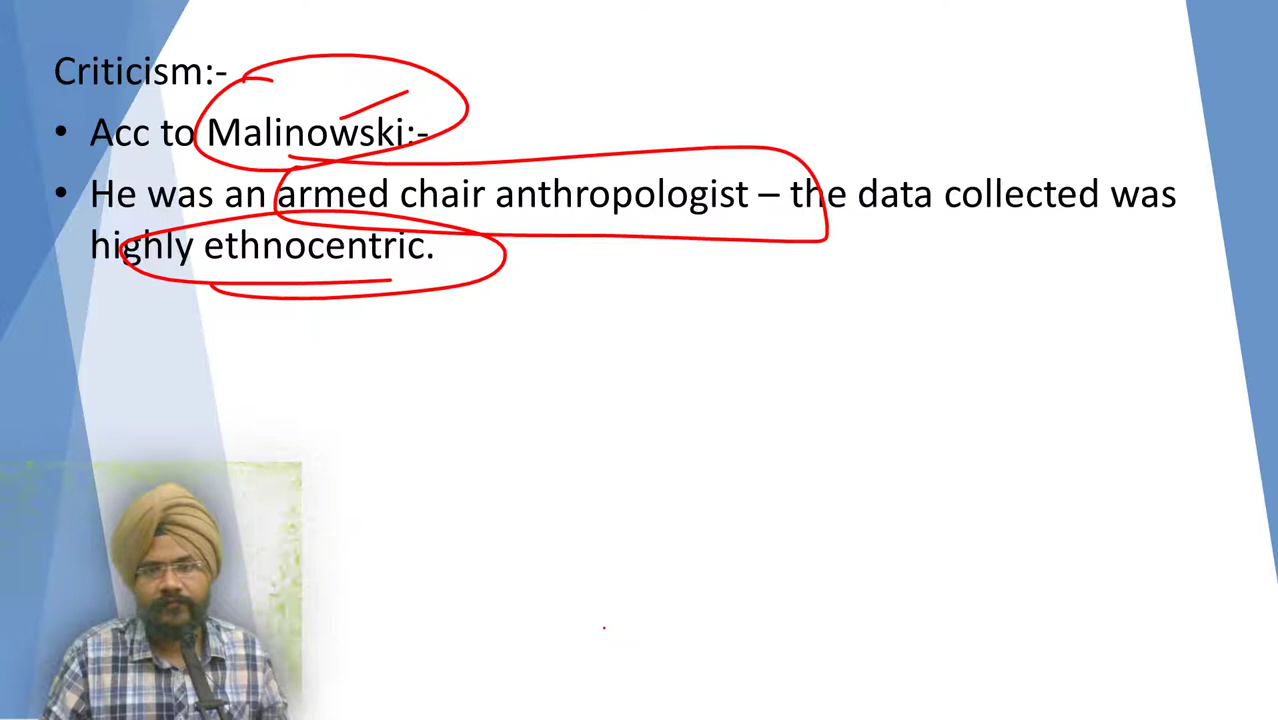 Criticism:-
• Acc to Malinowski:-
• He was an armed chair anthropologist – the data collected was
highly ethnocentric.